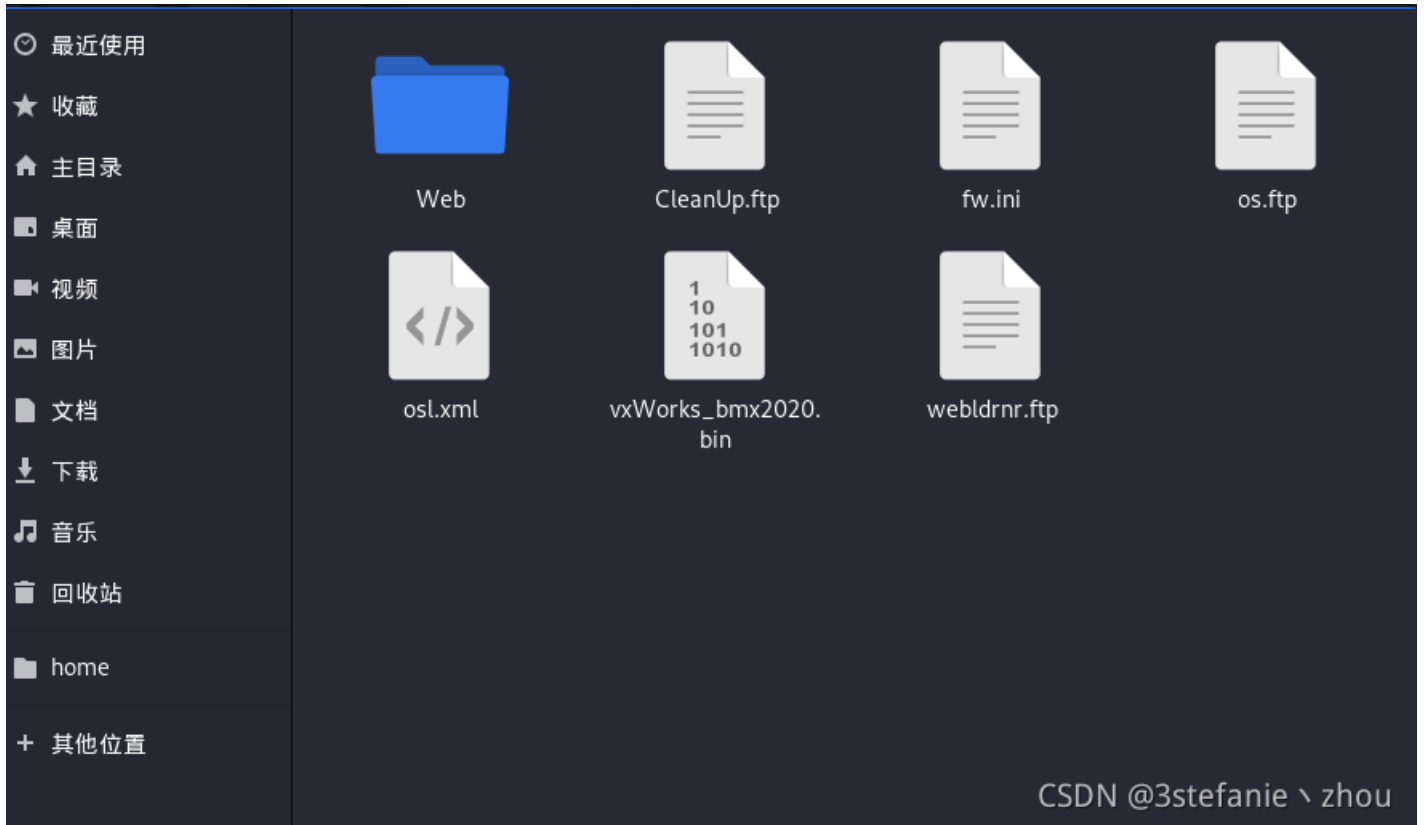 最近使用
收藏
主目录
桌面
视频
图片
文档
下载
音乐
回收站
home
其他位置
Web
CleanUp.ftp
fw.ini
os.ftp
osl.xml
1
10
101
1010
vxWorks_bmx2020.
bin
webldrnr.ftp
CSDN @3stefanie丶zhou